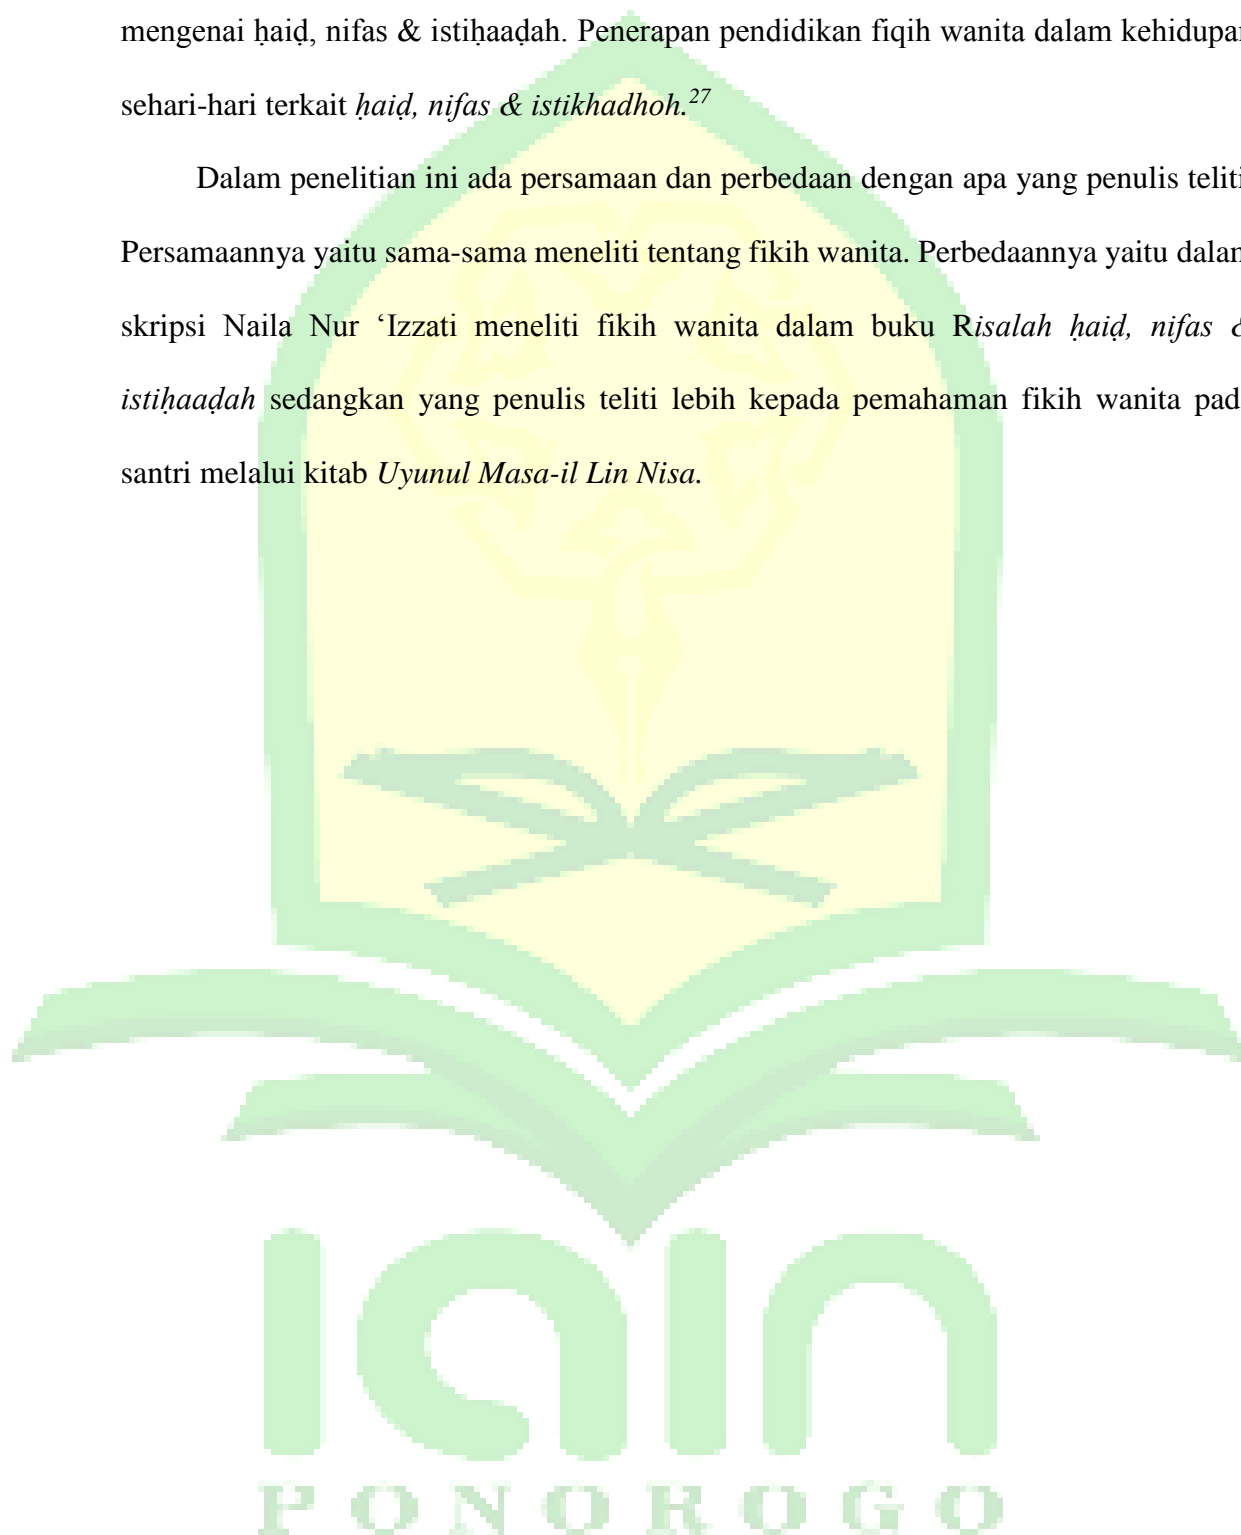 mengenai ḥaiḍ, nifas & istiḥaaḍah. Penerapan pendidikan fiqih wanita dalam kehidupan
sehari-hari terkait ḥaiḍ, nifas & istikhadhoh.27
Dalam penelitian ini ada persamaan dan perbedaan dengan apa yang penulis teliti
Persamaannya yaitu sama-sama meneliti tentang fikih wanita. Perbedaannya yaitu dalam
skripsi Naila Nur ‘Izzati meneliti fikih wanita dalam buku Risalah ḥaiḍ, nifas &
istiḥaaḍah sedangkan yang penulis teliti lebih kepada pemahaman fikih wanita pad
santri melalui kitab Uyunul Masa-il Lin Nisa.
iain
PONOROGO